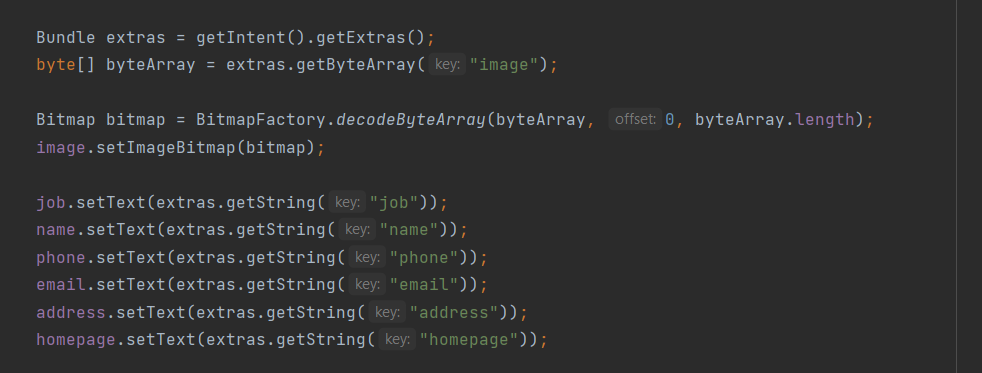 Bundle extras = getIntent().getExtras();
byte[] byteArray = extras.getByteArray( key: "image");
Bitmap bitmap = BitmapFactory.decodeByteArray(byteArray, offset: 0, byteArray.length);
image.setImageBitmap(bitmap);
job.setText(extras.getString( key: "job"));
name.setText(extras.getString( key: "name"));
phone.setText(extras.getString( key: "phone"));
email.setText(extras.getString( key: "email"));
address.setText(extras.getString( key: "address"));
homepage.setText(extras.getString( key: "homepage"));